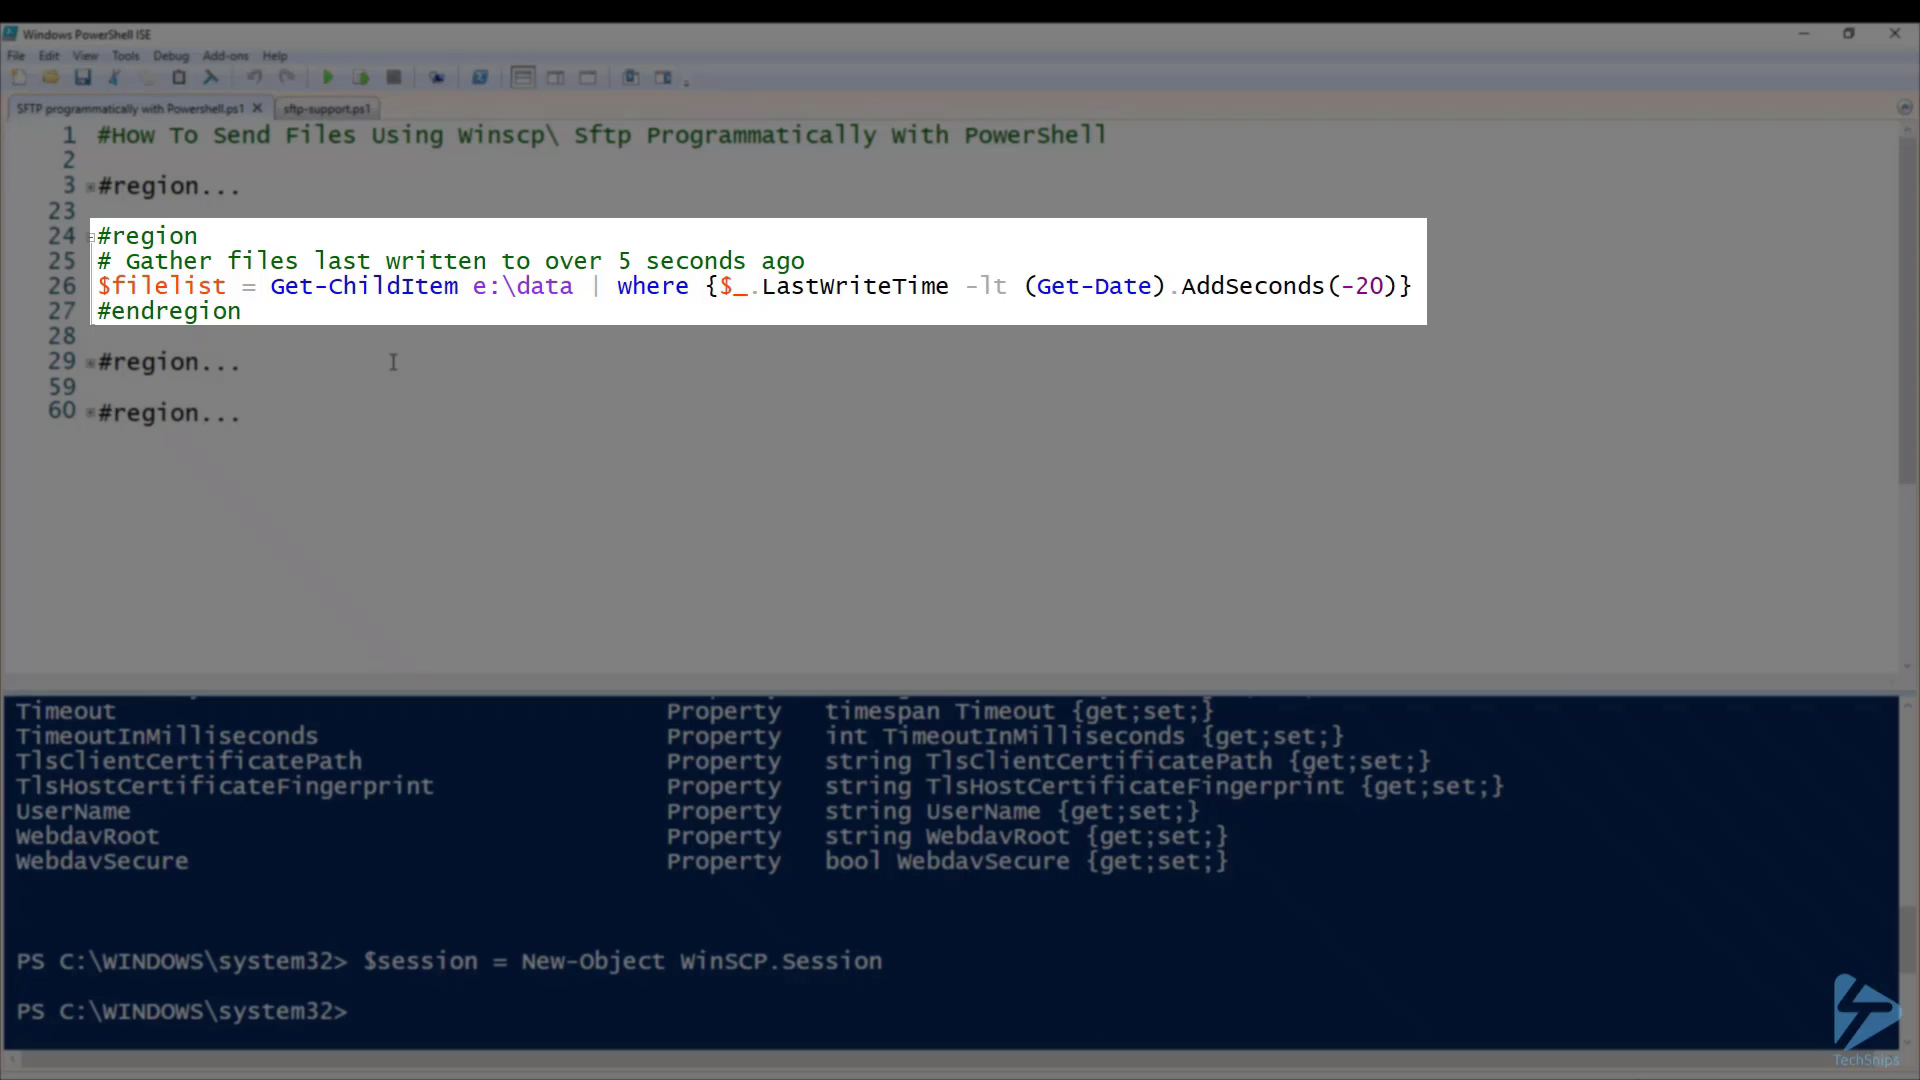 Windows PowerShell ISE
File Edit View Tools Debug Add-ons Help
SFTP programmatically with Powershell.ps1 sftp-support.ps1
1 #How To Send Files Using Winscp\ Sftp Programmatically With PowerShell
2
3 #region...
23
24 #region
25 # Gather files last written to over 5 seconds ago
26 $filelist = Get-ChildItem e:\data | where {$_.LastWriteTime -lt (Get-Date).AddSeconds(-20)}
27 #endregion
28
29 #region...
59
60 #region...
Timeout Property timespan Timeout {get;set;}
TimeoutInMilliseconds Property int TimeoutInMilliseconds {get;set;}
TlsClientCertificatePath Property string TlsClientCertificatePath {get;set;}
TlsHostCertificateFingerprint Property string TlsHostCertificateFingerprint {get;set;}
UserName Property string UserName {get;set;}
WebdavRoot Property string WebdavRoot {get;set;}
WebdavSecure Property bool WebdavSecure {get;set;}
PS C:\WINDOWS\system32> $session = New-Object WinSCP.Session
PS C:\WINDOWS\system32>
TechSnips